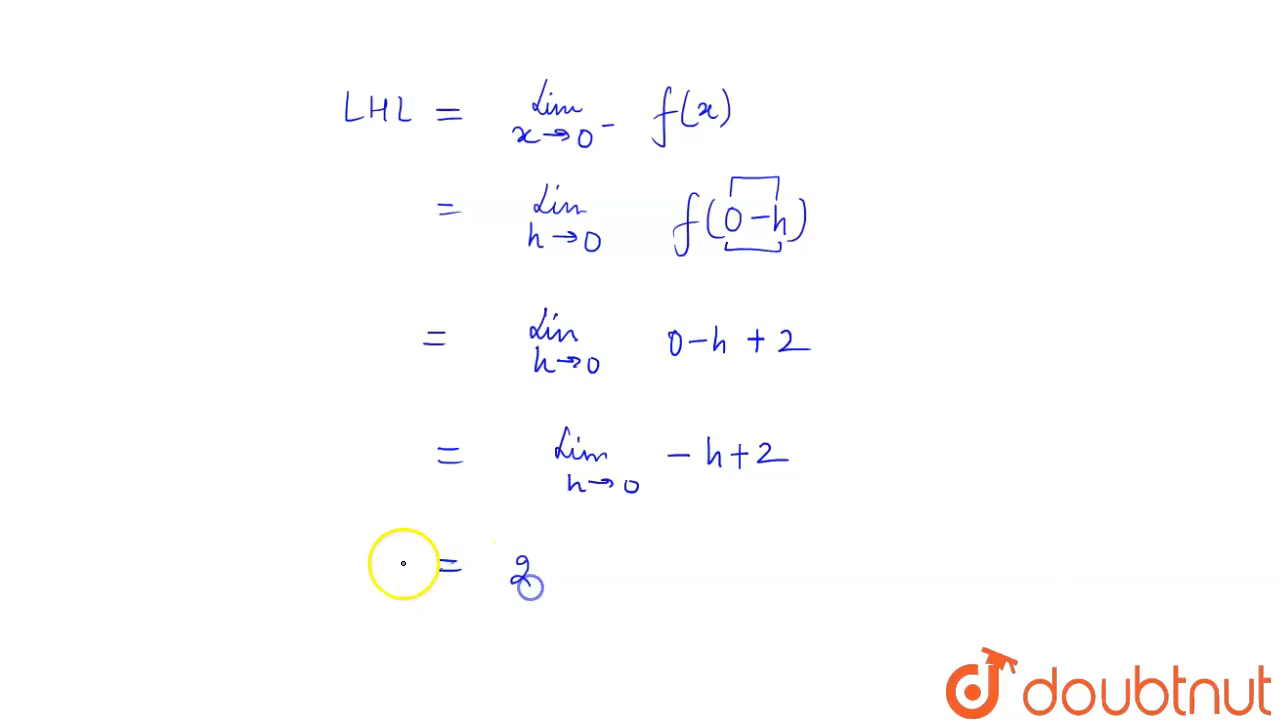 LHL = Lim f(x)
x→0⁻
= Lim f(0-h)
h→0
= Lim 0-h+2
h→0
= Lim -h+2
h→0
= 2
doubtnut